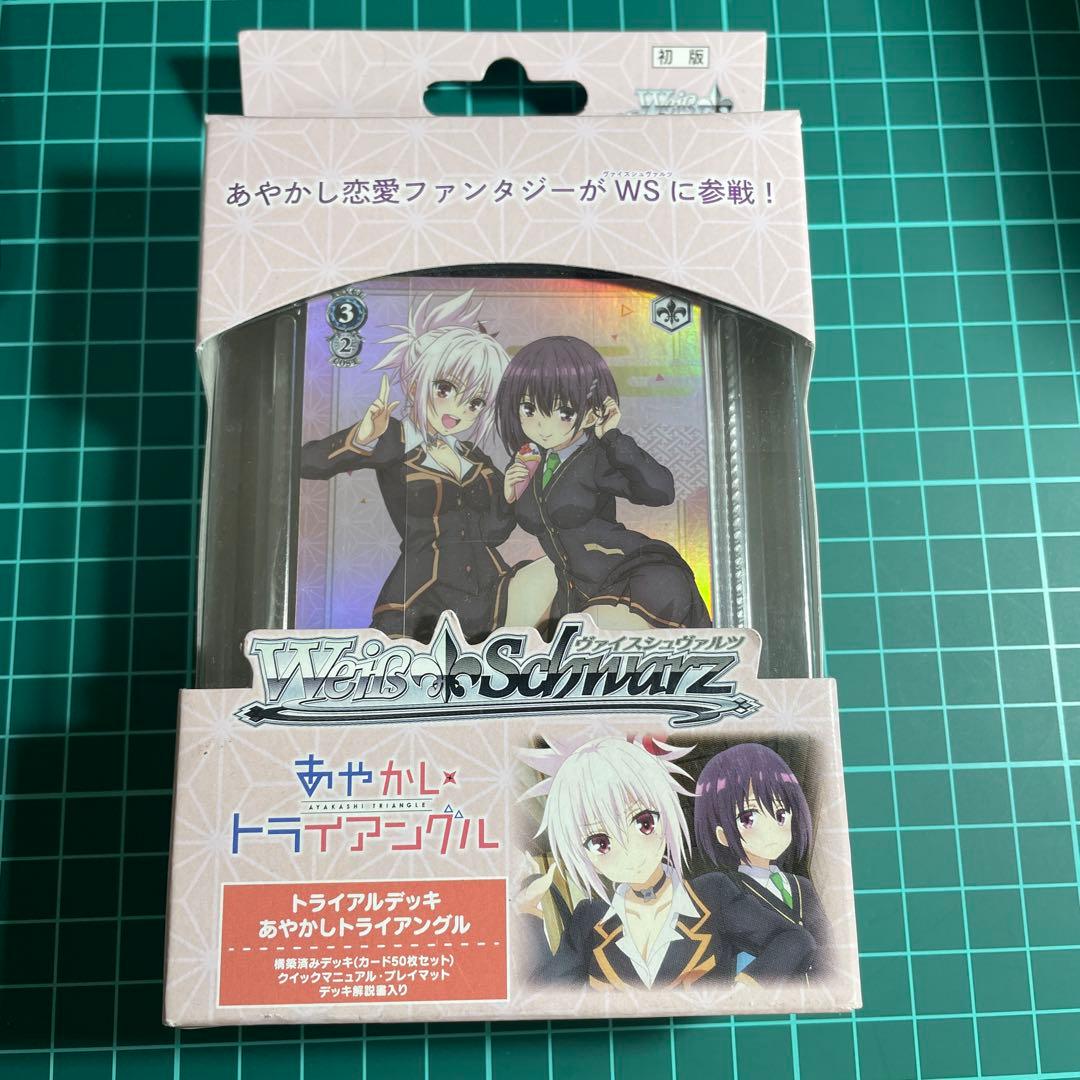 初版
Weiß
ヴァイスシュヴァルツ
あやかし恋愛ファンタジーがWSに参戦！
3
2
ヴァイスシュヴァルツ
Weiß Schwarz
あやかし
AYAKASHI TRIANGLE
トライアングル
トライアルデッキ
あやかしトライアングル
構築済みデッキ(カード50枚セット)
クイックマニュアル・プレイマット
デッキ解説書入り